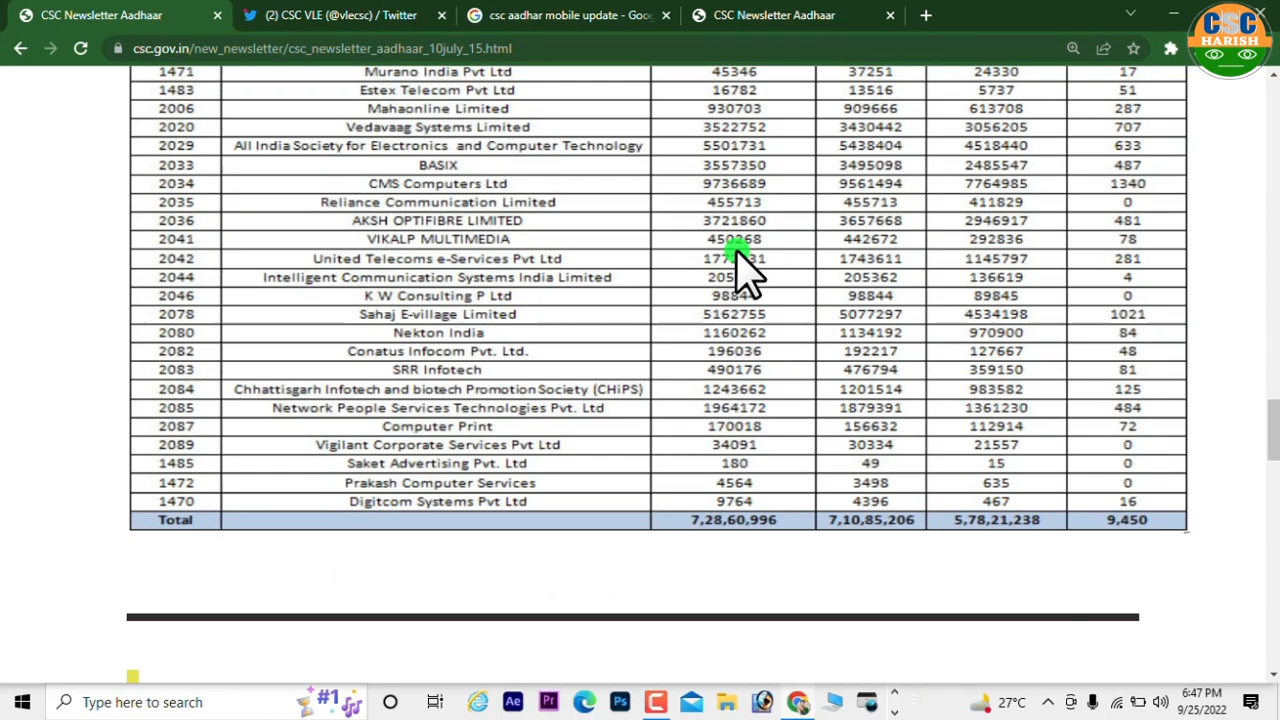 CSC Newsletter Aadhaar
(2) CSC VLE (@vlecsc) / Twitter
csc aadhar mobile update - Goog
CSC Newsletter Aadhaar
csc.gov.in/new_newsletter/csc_newsletter_aadhaar_10july_15.html
CSC
HARISH
1471 Murano India Pvt Ltd 45346 37251 24330 17
1483 Estex Telecom Pvt Ltd 16782 13516 5737 51
2006 Mahaonline Limited 930703 909666 613708 287
2020 Vedavaag Systems Limited 3522752 3430442 3056205 707
2029 All India Society for Electronics and Computer Technology 5501731 5438404 4518440 633
2033 BASIX 3557350 3495098 2485547 487
2034 CMS Computers Ltd 9736689 9561494 7764985 1340
2035 Reliance Communication Limited 455713 455713 411829 0
2036 AKSH OPTIFIBRE LIMITED 3721860 3657668 2946917 481
2041 VIKALP MULTIMEDIA 450268 442672 292836 78
2042 United Telecoms e-Services Pvt Ltd 1743611 1145797 281
2044 Intelligent Communication Systems India Limited 205362 136619 4
2046 K W Consulting P Ltd 98844 98844 89845 0
2078 Sahaj E-village Limited 5162755 5077297 4534198 1021
2080 Nekton India 1160262 1134192 970900 84
2082 Conatus Infocom Pvt. Ltd. 196036 192217 127667 48
2083 SRR Infotech 490176 476794 359150 81
2084 Chhattisgarh Infotech and biotech Promotion Society (CHiPS) 1243662 1201514 983582 125
2085 Network People Services Technologies Pvt. Ltd 1964172 1879391 1361230 484
2087 Computer Print 170018 156632 112914 72
2089 Vigilant Corporate Services Pvt Ltd 34091 30334 21557 0
1485 Saket Advertising Pvt. Ltd 180 49 15 0
1472 Prakash Computer Services 4564 3498 635 0
1470 Digitcom Systems Pvt Ltd 9764 4396 467 16
Total 7,28,60,996 7,10,85,206 5,78,21,238 9,450
Type here to search
#1
Ae
Pr
Ps
27°C
6:47 PM
9/25/2022